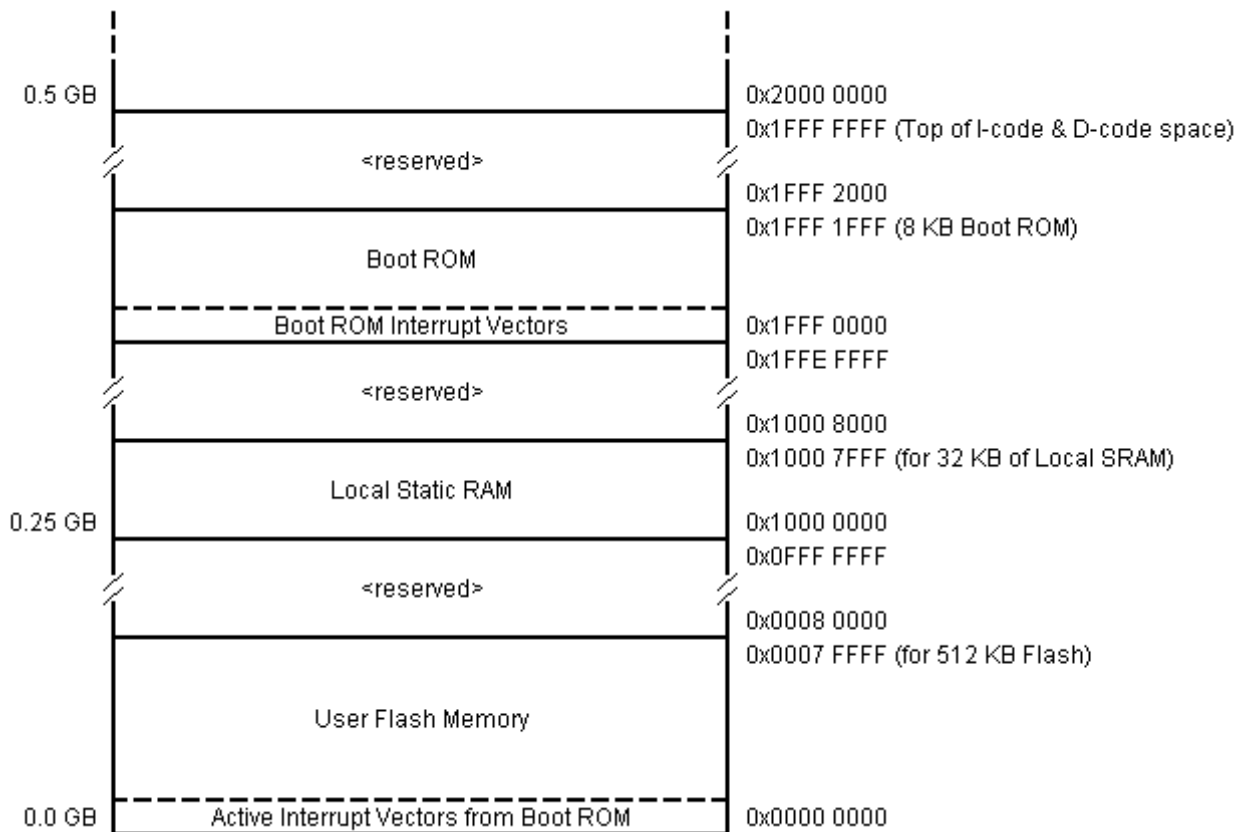 0.5 GB
0x2000 0000
0x1FFF FFFF (Top of I-code & D-code space)
<reserved>
0x1FFF 2000
0x1FFF 1FFF (8 KB Boot ROM)
Boot ROM
Boot ROM Interrupt Vectors
0x1FFF 0000
0x1FFE FFFF
<reserved>
0x1000 8000
0x1000 7FFF (for 32 KB of Local SRAM)
Local Static RAM
0.25 GB
0x1000 0000
0x0FFF FFFF
<reserved>
0x0008 0000
0x0007 FFFF (for 512 KB Flash)
User Flash Memory
0.0 GB
Active Interrupt Vectors from Boot ROM
0x0000 0000